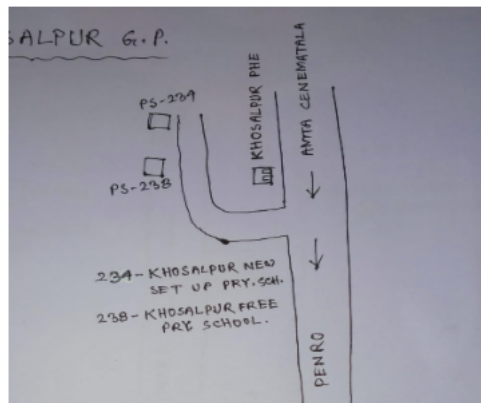 SALPUR G.P.
PS-234
PS-238
KHOSALPUR PHE
AMTA CENEMATALA
234-KHOSALPUR NEW
SET UP PRY. SCH.
238-KHOSALPUR FREE
PRY. SCHOOL.
PENRO